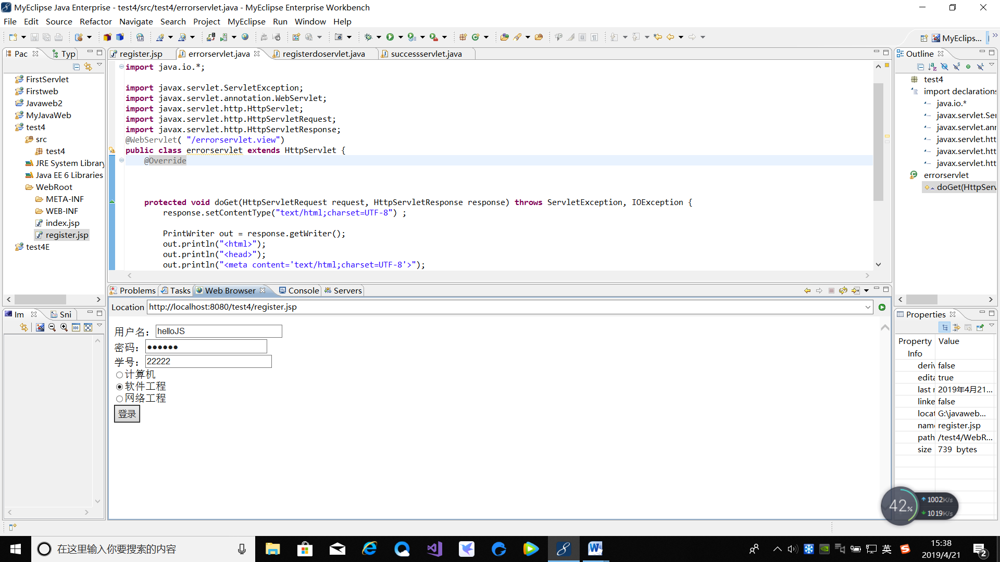 MyEclipse Java Enterprise - test4/src/test4/errorservlet.java - MyEclipse Enterprise Workbench
File Edit Source Refactor Navigate Search Project MyEclipse Run Window Help
MyEclips...
Pac
Typ
FirstServlet
Firstweb
Javaweb2
MyJavaWeb
test4
src
test4
JRE System Library
Java EE 6 Libraries
WebRoot
META-INF
WEB-INF
index.jsp
register.jsp
test4E
register.jsp errorservlet.java registerdoservlet.java successservlet.java
import java.io.*;
import javax.servlet.ServletException;
import javax.servlet.annotation.WebServlet;
import javax.servlet.http.HttpServlet;
import javax.servlet.http.HttpServletRequest;
import javax.servlet.http.HttpServletResponse;
@WebServlet( "/errorservlet.view")
public class errorservlet extends HttpServlet {
@Override
protected void doGet(HttpServletRequest request, HttpServletResponse response) throws ServletException, IOException {
response.setContentType("text/html;charset=UTF-8") ;
PrintWriter out = response.getWriter();
out.println("<html>");
out.println("<head>");
out.println("<meta content='text/html;charset=UTF-8'>");
Outline
test4
import declarations
java.io.*
javax.servlet.Ser
javax.servlet.anr
javax.servlet.htt
javax.servlet.htt
javax.servlet.htt
errorservlet
doGet(HttpServ
Problems Tasks Web Browser Console Servers
Location http://localhost:8080/test4/register.jsp
用户名： helloJS
密码： ●●●●●●
学号： 22222
计算机
软件工程
网络工程
登录
Im
Sni
Properties
Property Value
Info
deriv false
edita true
last r 2019年4月21...
linke false
locat G:\javaweb...
name register.jsp
path /test4/WebR...
size 739 bytes
42%
1002K/s
1019K/s
在这里输入你要搜索的内容
英
15:38
2019/4/21
2